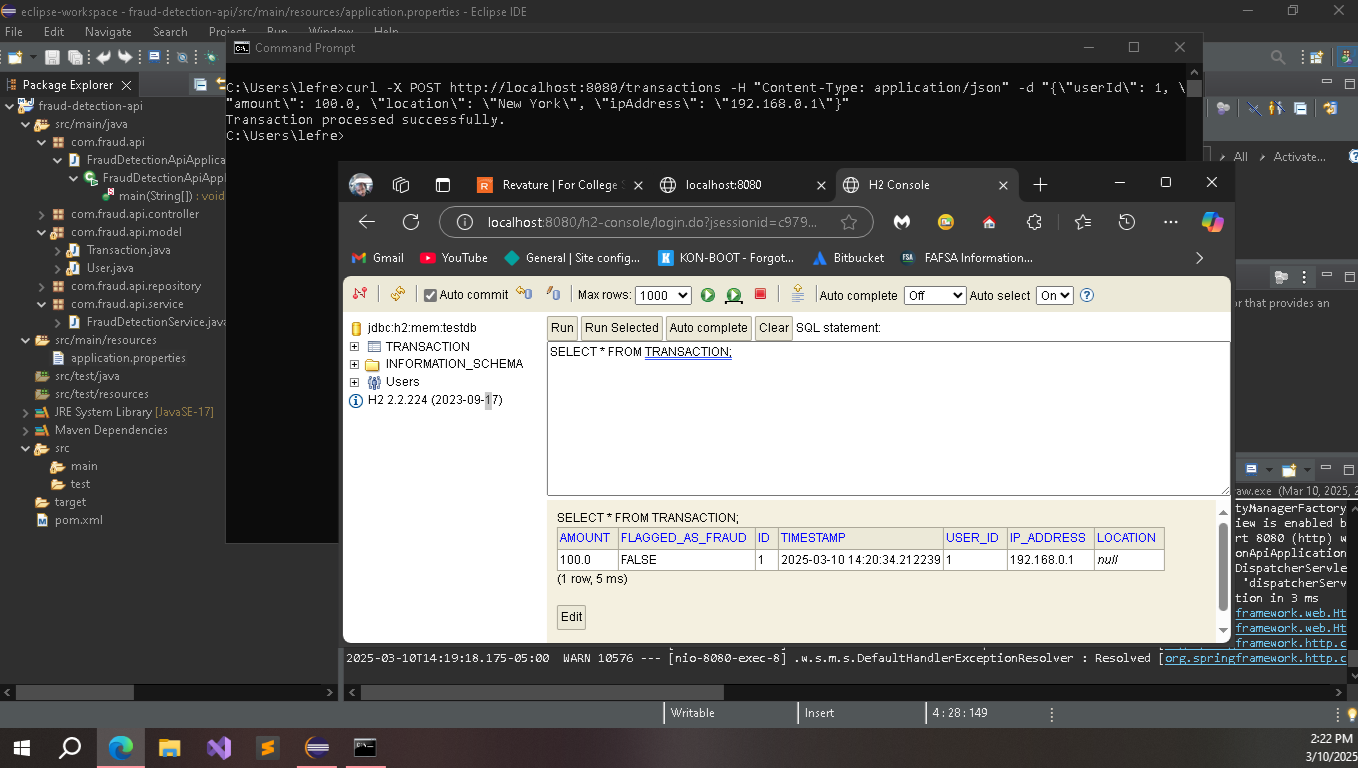 eclipse-workspace - fraud-detection-api/src/main/resources/application.properties - Eclipse IDE
File Edit Navigate Search Project Run Window Help
Package Explorer
fraud-detection-api
src/main/java
com.fraud.api
FraudDetectionApiApplica
FraudDetectionApiAppl
main(String[]) : void
com.fraud.api.controller
com.fraud.api.model
Transaction.java
User.java
com.fraud.api.repository
com.fraud.api.service
FraudDetectionService.java
src/main/resources
application.properties
src/test/java
src/test/resources
JRE System Library [JavaSE-17]
Maven Dependencies
src
main
test
target
pom.xml
Command Prompt
C:\Users\lefre>curl -X POST http://localhost:8080/transactions -H "Content-Type: application/json" -d "{\"userId\": 1, \
"amount\": 100.0, \"location\": \"New York\", \"ipAddress\": \"192.168.0.1\"}"
Transaction processed successfully.
C:\Users\lefre>
All Activate...
Revature | For College S
localhost:8080
H2 Console
localhost:8080/h2-console/login.do?jsessionid=c979...
Gmail YouTube General | Site config... KON-BOOT - Forgot... Bitbucket FSA FAFSA Information...
Auto commit Max rows: 1000 Auto complete Off Auto select On
jdbc:h2:mem:testdb
TRANSACTION
INFORMATION_SCHEMA
Users
H2 2.2.224 (2023-09-17)
Run Run Selected Auto complete Clear SQL statement:
SELECT * FROM TRANSACTION;
SELECT * FROM TRANSACTION;
AMOUNT FLAGGED_AS_FRAUD ID TIMESTAMP USER_ID IP_ADDRESS LOCATION
100.0 FALSE 1 2025-03-10 14:20:34.212239 1 192.168.0.1 null
(1 row, 5 ms)
Edit
or that provides an
aw.exe (Mar 10, 2025, 2
tyManagerFactory
iew is enabled b
rt 8080 (http) w
onApiApplication
DispatcherServle
'dispatcherServ
tion in 3 ms
framework.web.Ht
framework.web.Ht
framework.http.c
2025-03-10T14:19:18.175-05:00 WARN 10576 --- [nio-8080-exec-8] .w.s.m.s.DefaultHandlerExceptionResolver : Resolved [org.springframework.http.c
Writable Insert 4 : 28 : 149
2:22 PM
3/10/2025